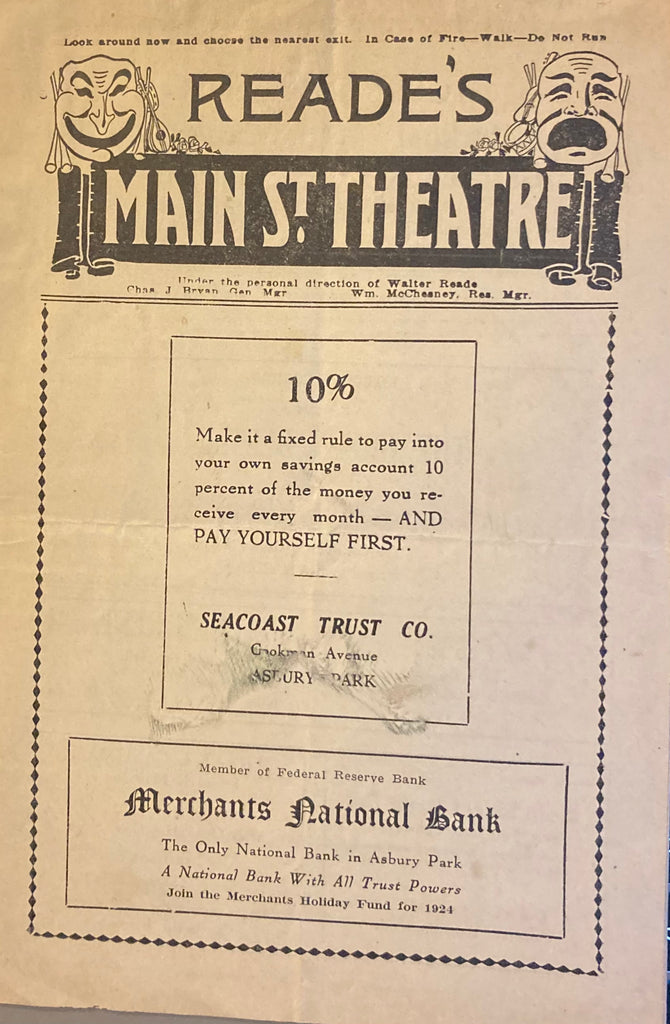 Look around now and choose the nearest exit. In Case of Fire—Walk—Do Not Run
READE'S
MAIN ST. THEATRE
Under the personal direction of Walter Reade
Chas. J. Bryan Gen Mgr Wm. McChesney, Res. Mgr.
10%
Make it a fixed rule to pay into
your own savings account 10
percent of the money you re-
ceive every month — AND
PAY YOURSELF FIRST.
SEACOAST TRUST CO.
Cookman Avenue
ASBURY PARK
Member of Federal Reserve Bank
Merchants National Bank
The Only National Bank in Asbury Park
A National Bank With All Trust Powers
Join the Merchants Holiday Fund for 1924